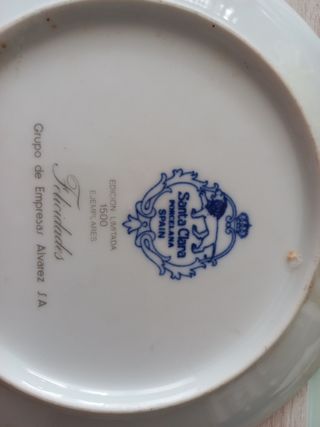 Santa Clara
PORCELANA
SPAIN
EDICION LIMITADA
1500
EJEMPLARES
Felicidades
Grupo de Empresas Alvarez S.A